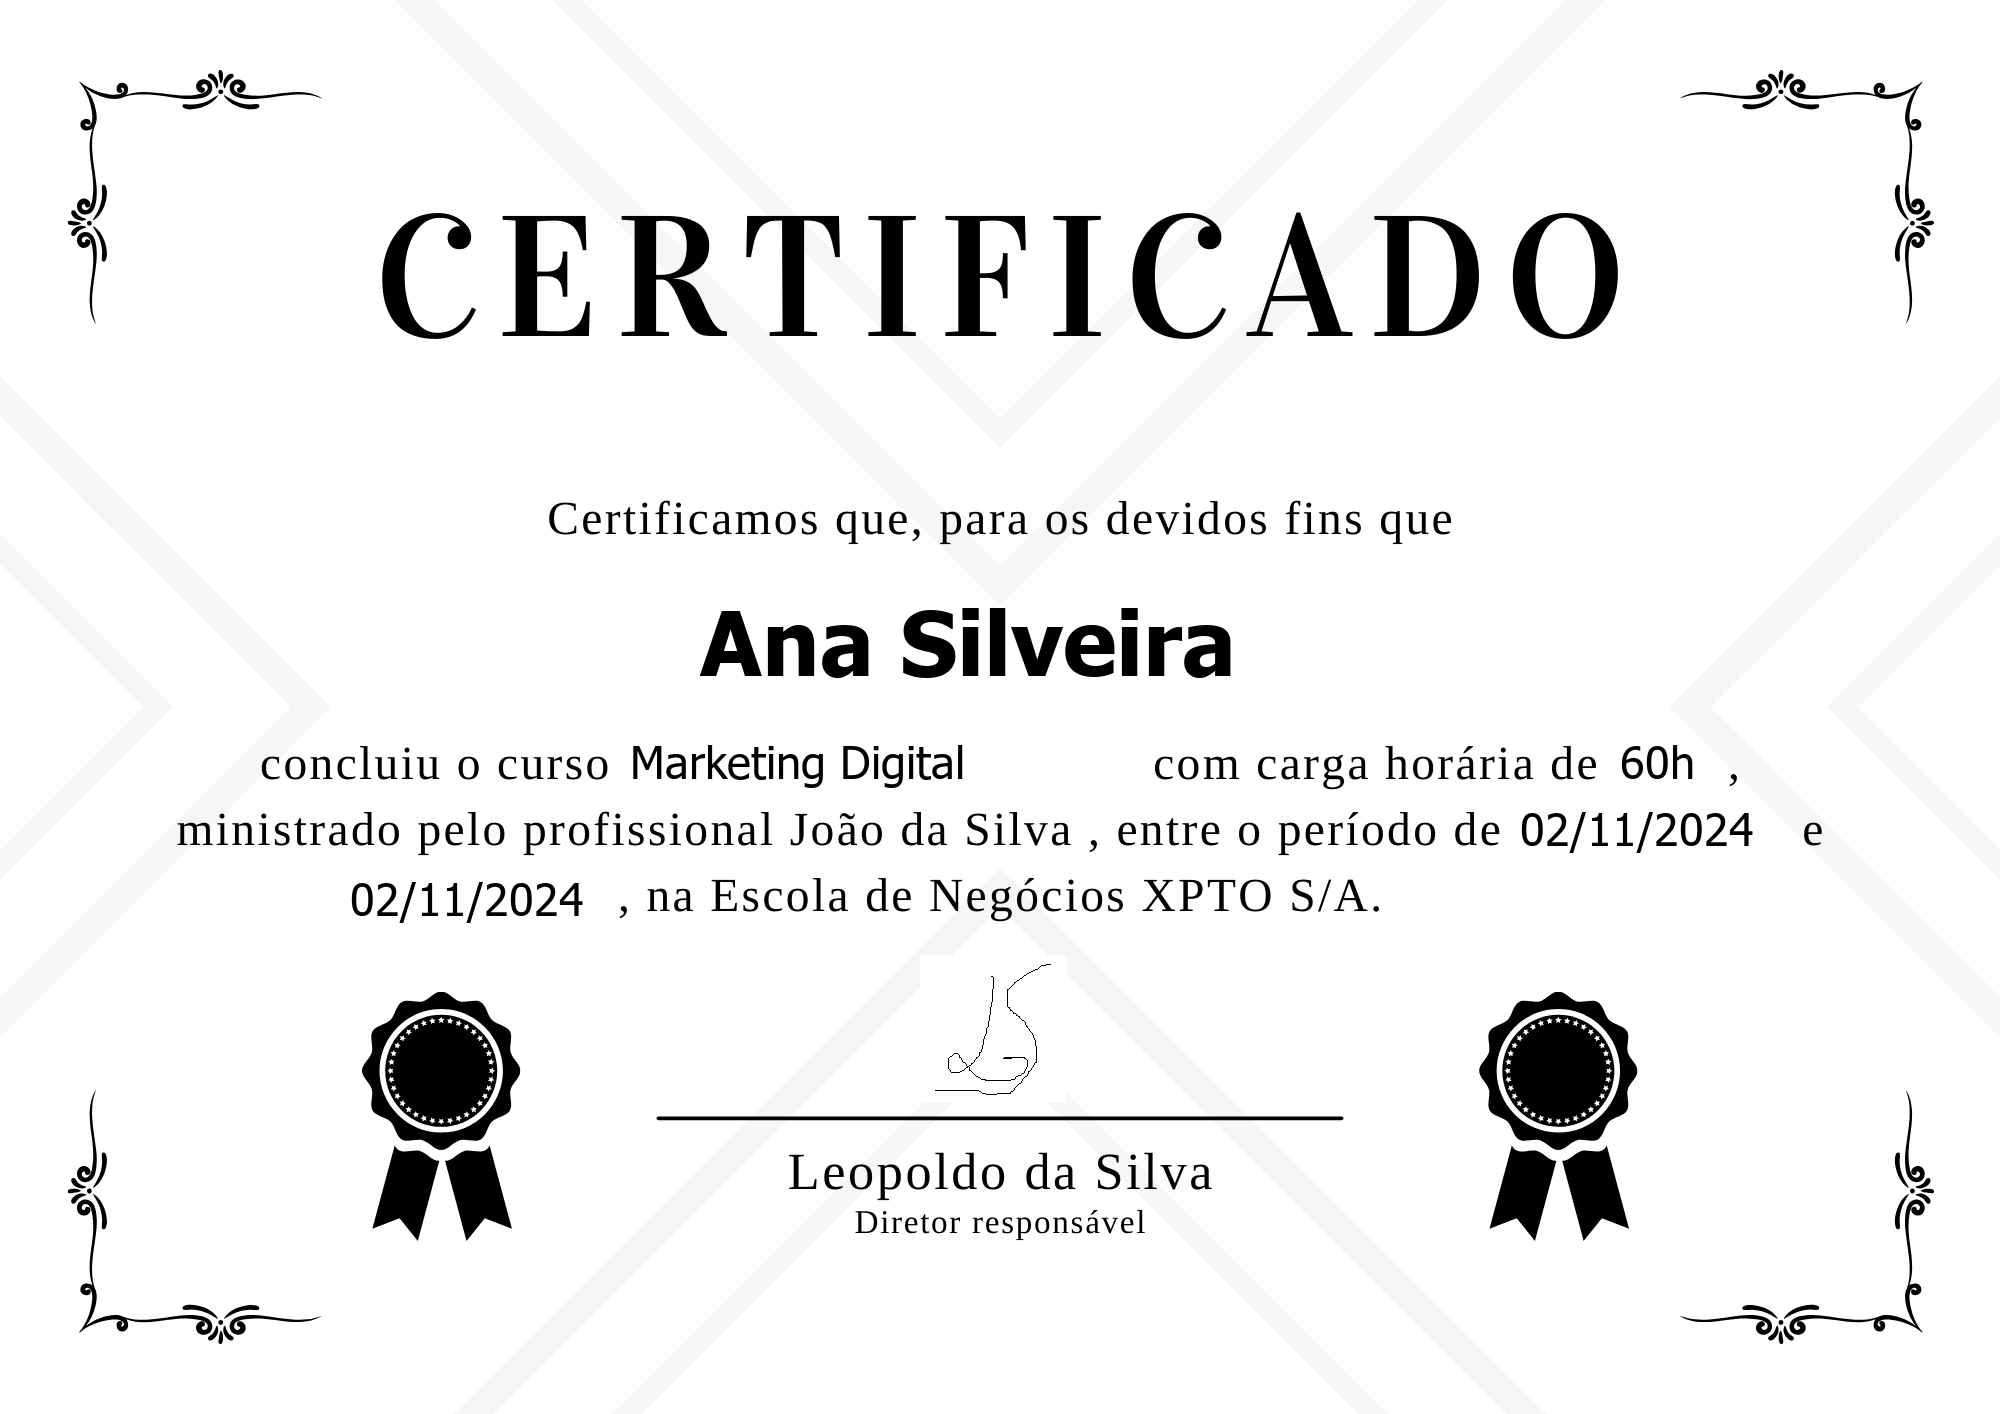 CERTIFICADO
Certificamos que, para os devidos fins que
Ana Silveira
concluiu o curso Marketing Digital com carga horária de 60h ,
ministrado pelo profissional João da Silva , entre o período de 02/11/2024 e
02/11/2024 , na Escola de Negócios XPTO S/A.
Leopoldo da Silva
Diretor responsável